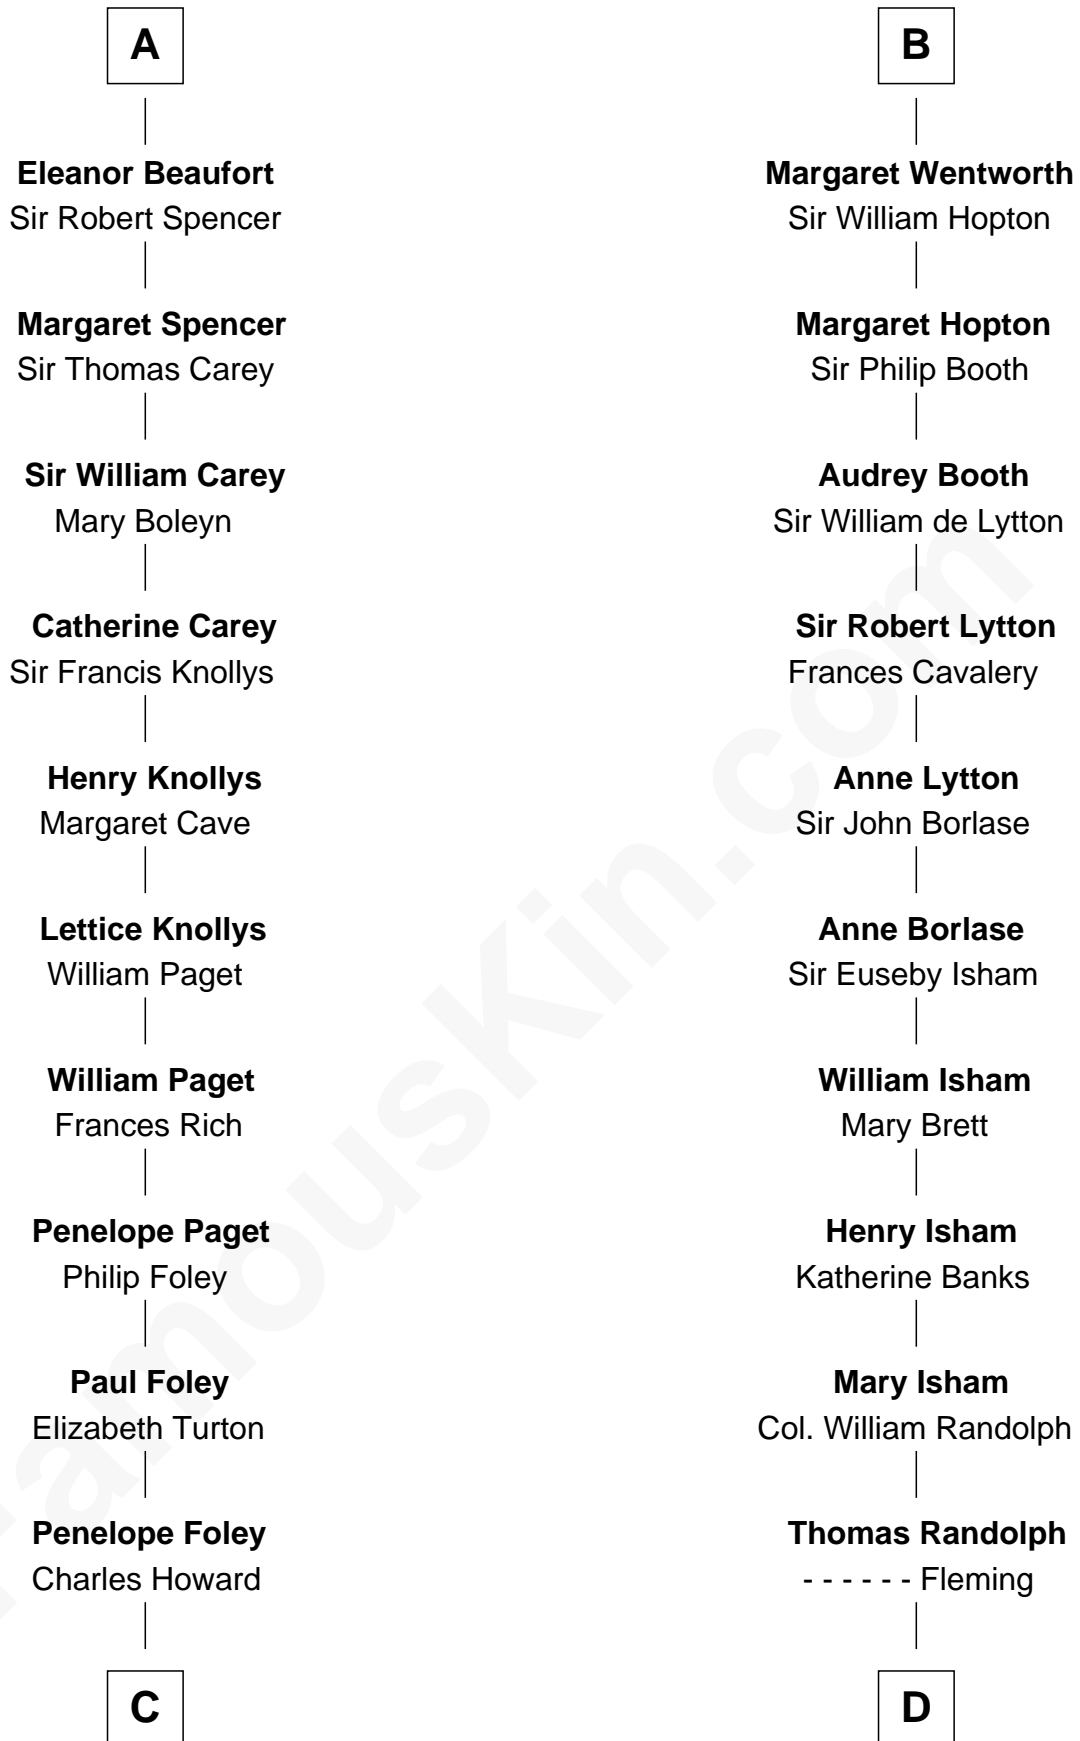 A
Eleanor Beaufort
Sir Robert Spencer
Margaret Spencer
Sir Thomas Carey
Sir William Carey
Mary Boleyn
Catherine Carey
Sir Francis Knollys
Henry Knollys
Margaret Cave
Lettice Knollys
William Paget
William Paget
Frances Rich
Penelope Paget
Philip Foley
Paul Foley
Elizabeth Turton
Penelope Foley
Charles Howard
C
B
Margaret Wentworth
Sir William Hopton
Margaret Hopton
Sir Philip Booth
Audrey Booth
Sir William de Lytton
Sir Robert Lytton
Frances Cavalery
Anne Lytton
Sir John Borlase
Anne Borlase
Sir Euseby Isham
William Isham
Mary Brett
Henry Isham
Katherine Banks
Mary Isham
Col. William Randolph
Thomas Randolph
- - - - - - Fleming
D
FamousKin.com